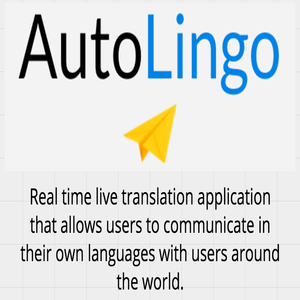 AutoLingo
Real time live translation application
that allows users to communicate in
their own languages with users around
the world.